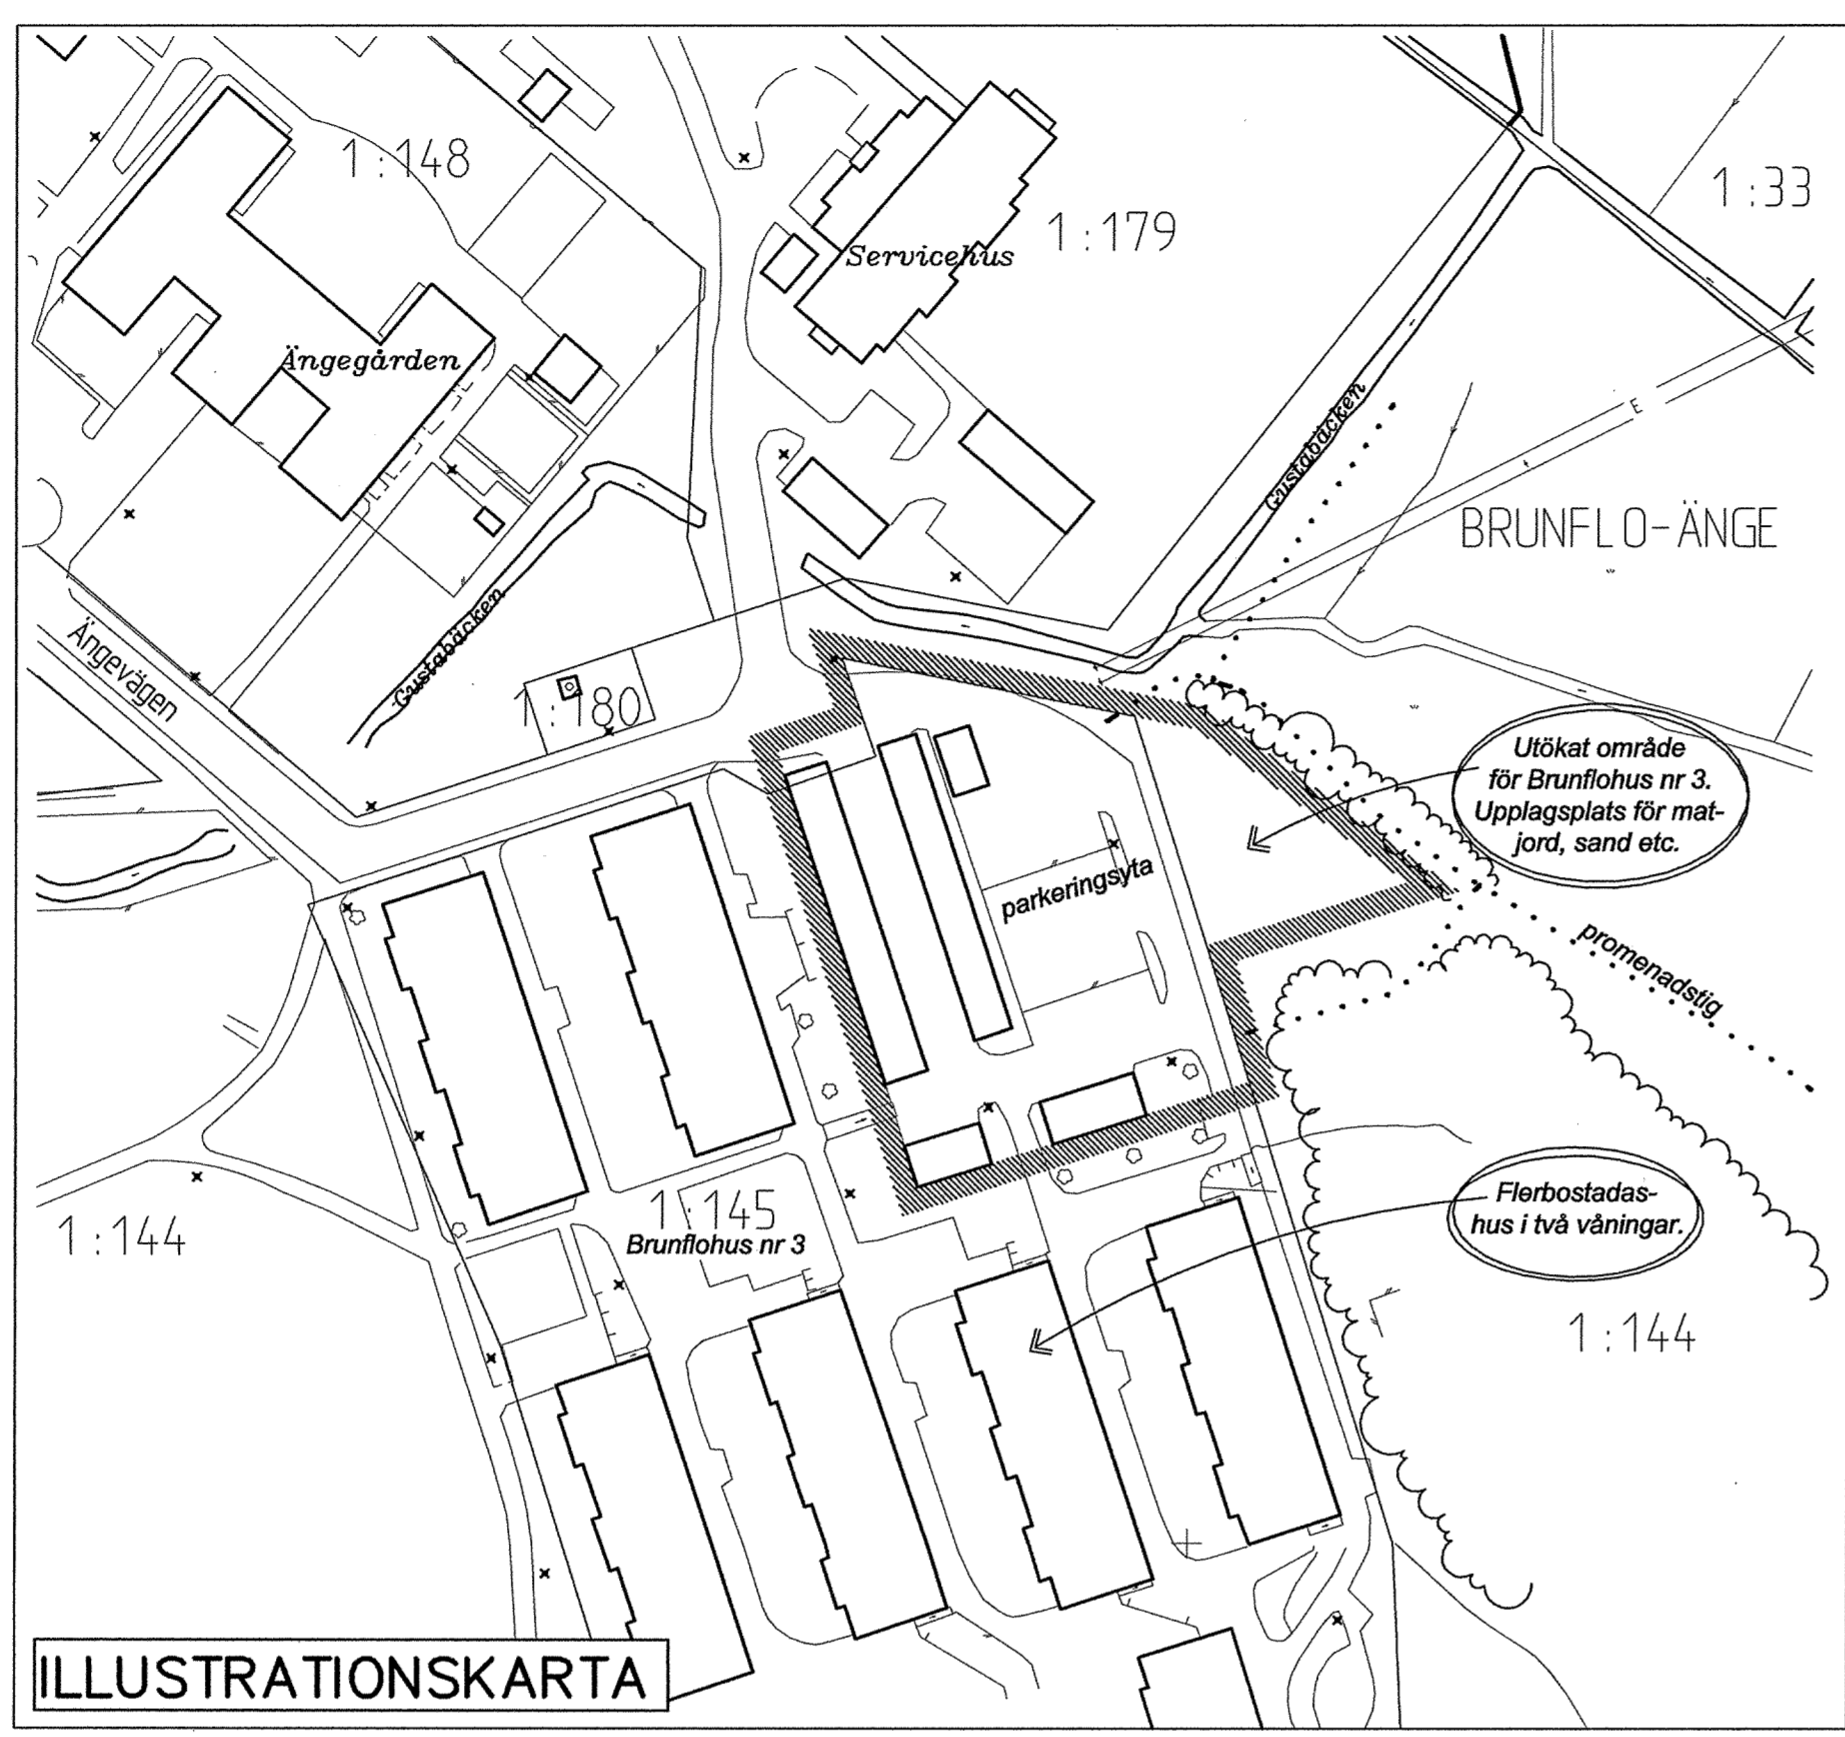 1:148
1:33
1:179
Servicehus
Ängegården
E
Gustabäcken
BRUNFLO-ÄNGE
Gustabäcken
Ängevägen
1:180
Utökat område
för Brunflohus nr 3.
Upplagsplats för mat-
jord, sand etc.
parkeringsyta
promenadstig
Flerbostadas-
hus i två våningar.
1:145
Brunflohus nr 3
1:144
1:144
ILLUSTRATIONSKARTA